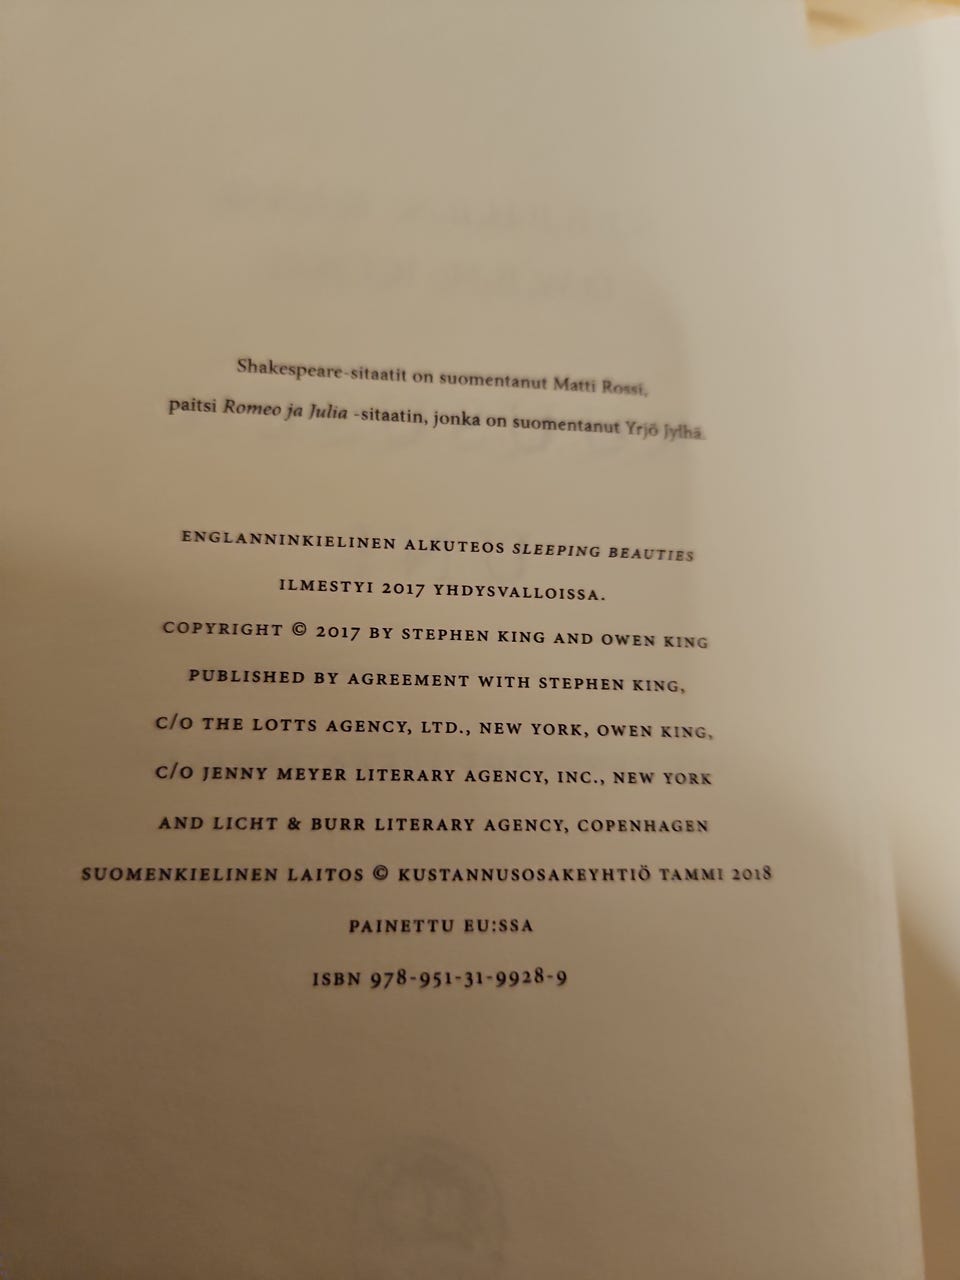 Shakespeare-sitaatit on suomentanut Matti Rossi,
paitsi Romeo ja Julia -sitaatin, jonka on suomentanut Yrjö Jylhä.
ENGLANNINKIELINEN ALKUTEOS SLEEPING BEAUTIES
ILMESTYI 2017 YHDYSVALLOISSA.
COPYRIGHT © 2017 BY STEPHEN KING AND OWEN KING
PUBLISHED BY AGREEMENT WITH STEPHEN KING,
C/O THE LOTTS AGENCY, LTD., NEW YORK, OWEN KING,
C/O JENNY MEYER LITERARY AGENCY, INC., NEW YORK
AND LICHT & BURR LITERARY AGENCY, COPENHAGEN
SUOMENKIELINEN LAITOS © KUSTANNUSOSAKEYHTIÖ TAMMI 2018
PAINETTU EU:SSA
ISBN 978-951-31-9928-9